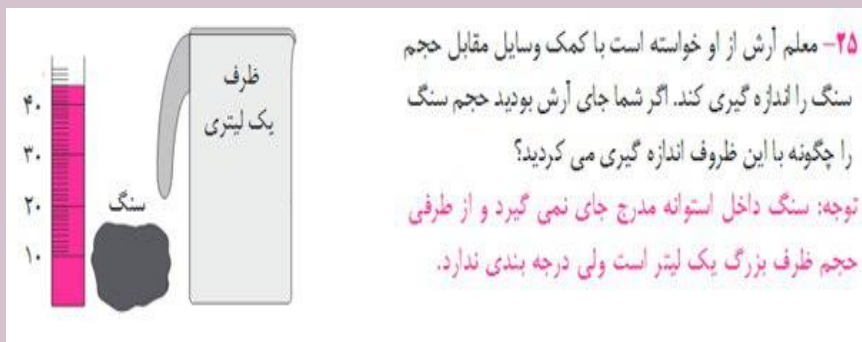 ۲۵- معلم آرش از او خواسته است با کمک وسایل مقابل حجم
سنگ را اندازه گیری کند. اگر شما جای آرش بودید حجم سنگ
را چگونه با این ظروف اندازه گیری می کردید؟
توجه: سنگ داخل استوانه مدرج جای نمی گیرد و از طرفی
حجم ظرف بزرگ یک لیتر است ولی درجه بندی ندارد.
ظرف
یک لیتری
سنگ
۴۰
۳۰
۲۰
۱۰